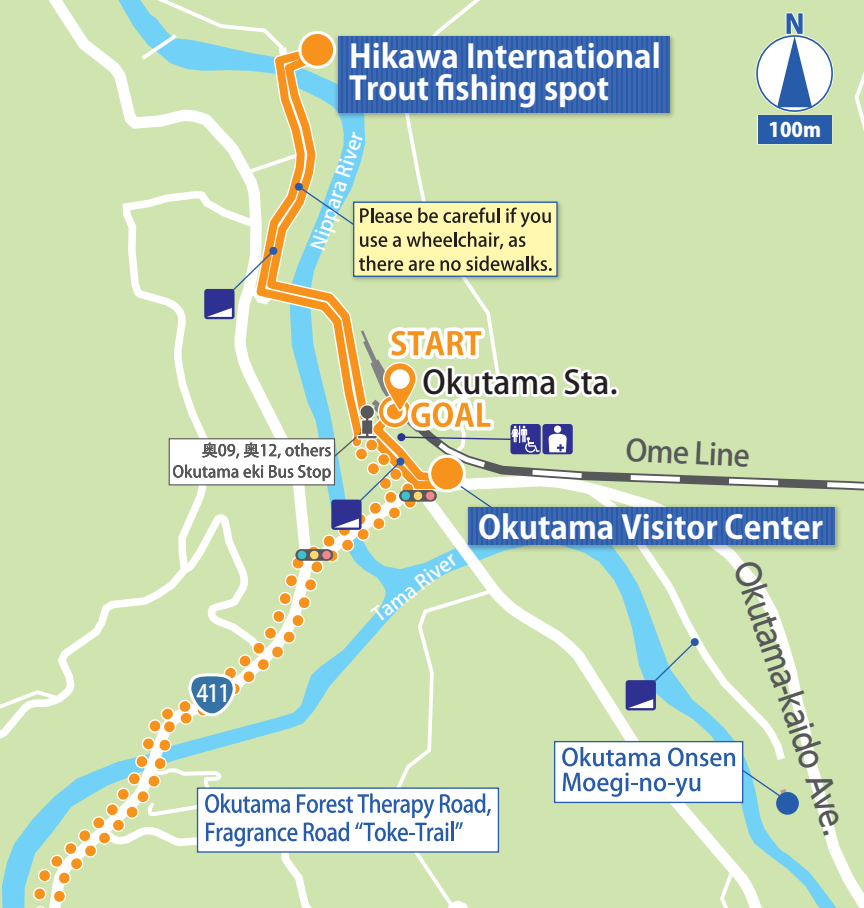 N
100m
Hikawa International
Trout fishing spot
Nippara River
Please be careful if you
use a wheelchair, as
there are no sidewalks.
START
Okutama Sta.
GOAL
奥09, 奥12, others
Okutama eki Bus Stop
Ome Line
Okutama Visitor Center
Tama River
Okutama-kaido Ave.
411
Okutama Onsen
Moegi-no-yu
Okutama Forest Therapy Road,
Fragrance Road “Toke-Trail”